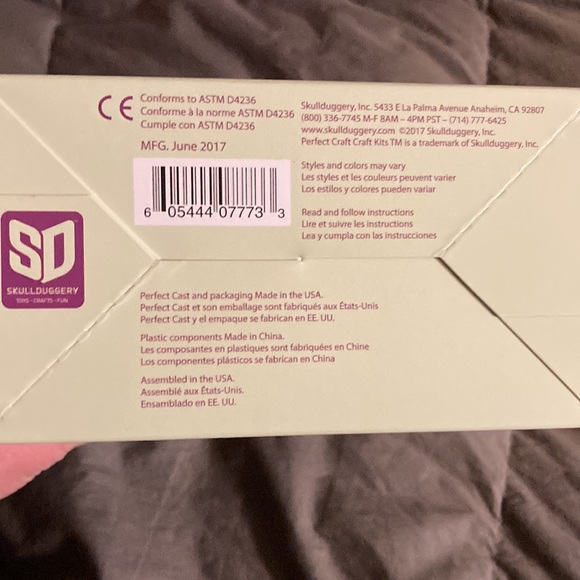 CE
Conforms to ASTM D4236
Conforme à la norme ASTM D4236
Cumple con ASTM D4236
MFG. June 2017
6 05444 07773 3
Skullduggery, Inc. 5433 E La Palma Avenue Anaheim, CA 92807
(800) 336-7745 M-F 8AM – 4PM PST – (714) 777-6425
www.skullduggery.com ©2017 Skullduggery, Inc.
Perfect Craft Craft Kits TM is a trademark of Skullduggery, Inc.
Styles and colors may vary
Les styles et les couleurs peuvent varier
Los estilos y colores pueden variar
Read and follow instructions
Lire et suivre les instructions
Lea y cumpla con las instrucciones
SD
SKULLDUGGERY
TOYS • CRAFTS • FUN
Perfect Cast and packaging Made in the USA.
Perfect Cast et son emballage sont fabriqués aux États-Unis
Perfect Cast y el empaque se fabrican en EE. UU.
Plastic components Made in China.
Les composantes en plastiques sont fabriquées en Chine
Los componentes plásticos se fabrican en China
Assembled in the USA.
Assemblé aux États-Unis.
Ensamblado en EE. UU.